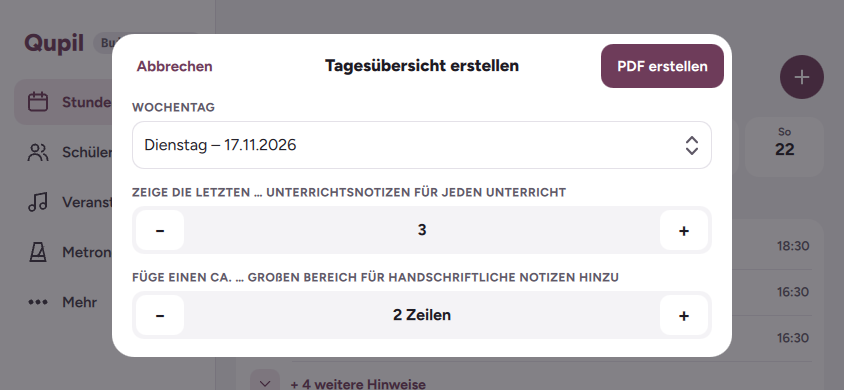 Qupil
Abbrechen
Tagesübersicht erstellen
PDF erstellen
WOCHENTAG
Dienstag – 17.11.2026
ZEIGE DIE LETZTEN … UNTERRICHTSNOTIZEN FÜR JEDEN UNTERRICHT
–
3
+
FÜGE EINEN CA. … GROßEN BEREICH FÜR HANDSCHRIFTLICHE NOTIZEN HINZU
–
2 Zeilen
+
Stunde
Schüler
Veranst
Metron
Mehr
So
22
18:30
16:30
16:30
+ 4 weitere Hinweise